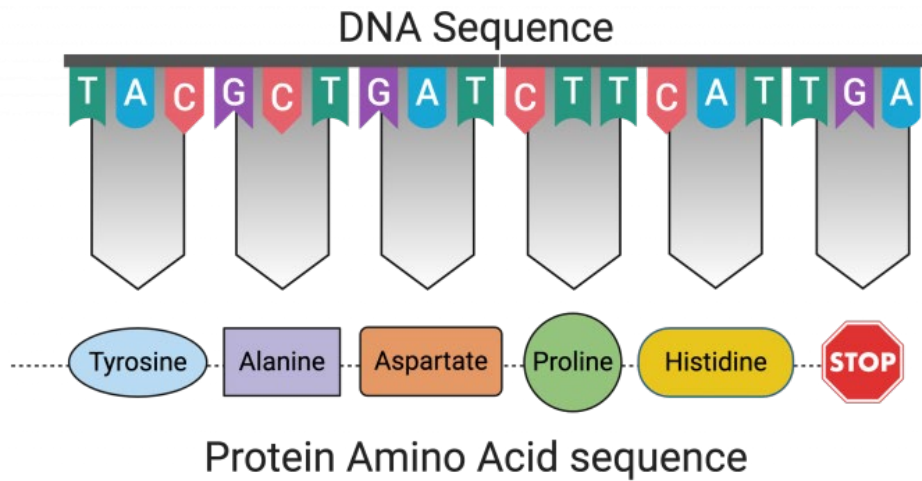 DNA Sequence
T A C G C T G A T C T T C A T T G A
Tyrosine Alanine Aspartate Proline Histidine STOP
Protein Amino Acid sequence